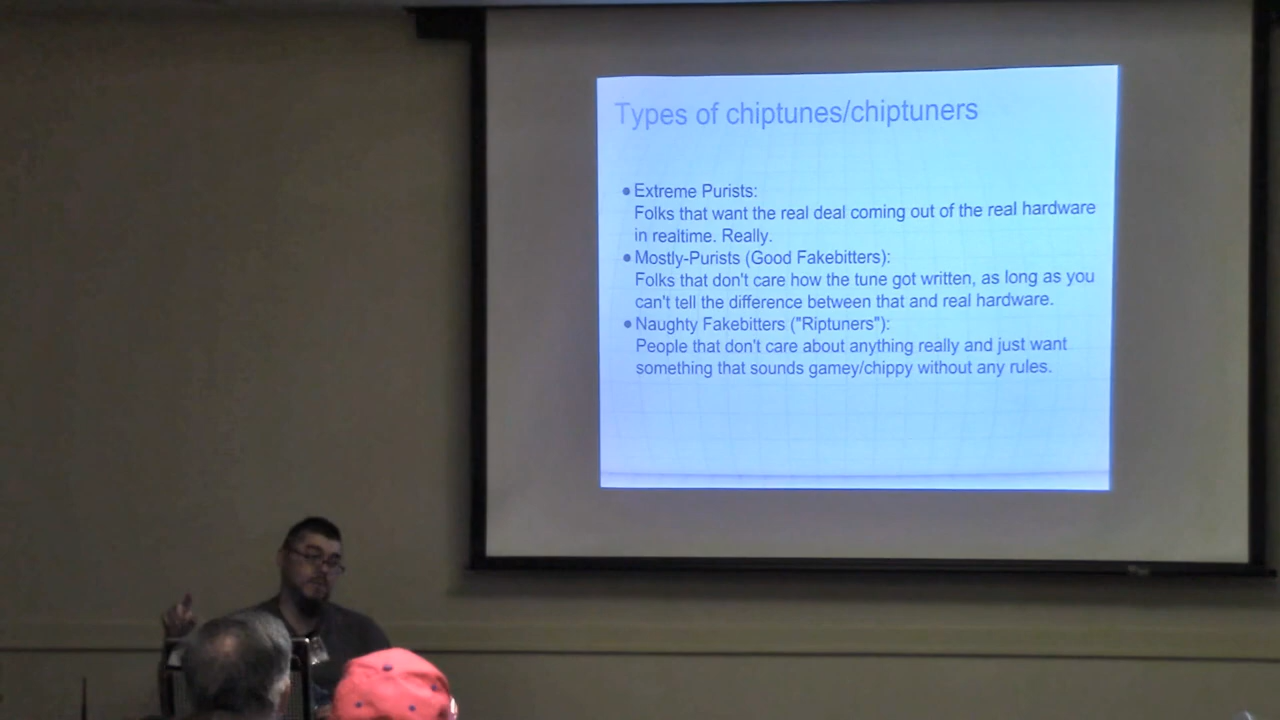 Types of chiptunes/chiptuners
● Extreme Purists:
Folks that want the real deal coming out of the real hardware
in realtime. Really.
● Mostly-Purists (Good Fakebitters):
Folks that don't care how the tune got written, as long as you
can't tell the difference between that and real hardware.
● Naughty Fakebitters ("Riptuners"):
People that don't care about anything really and just want
something that sounds gamey/chippy without any rules.